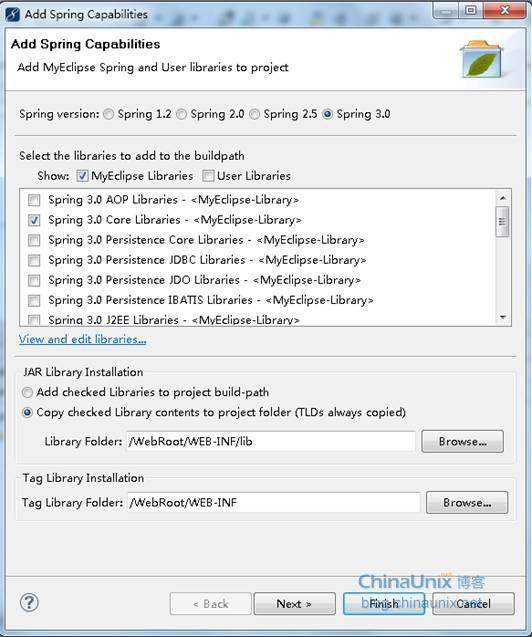 Add Spring Capabilities
Add Spring Capabilities
Add MyEclipse Spring and User libraries to project
Spring version: Spring 1.2 Spring 2.0 Spring 2.5 Spring 3.0
Select the libraries to add to the buildpath
Show: MyEclipse Libraries User Libraries
Spring 3.0 AOP Libraries - <MyEclipse-Library>
Spring 3.0 Core Libraries - <MyEclipse-Library>
Spring 3.0 Persistence Core Libraries - <MyEclipse-Library>
Spring 3.0 Persistence JDBC Libraries - <MyEclipse-Library>
Spring 3.0 Persistence JDO Libraries - <MyEclipse-Library>
Spring 3.0 Persistence IBATIS Libraries - <MyEclipse-Library>
Spring 3.0 J2EE Libraries - <MyEclipse-Library>
View and edit libraries...
JAR Library Installation
Add checked Libraries to project build-path
Copy checked Library contents to project folder (TLDs always copied)
Library Folder: /WebRoot/WEB-INF/lib Browse...
Tag Library Installation
Tag Library Folder: /WebRoot/WEB-INF Browse...
ChinaUnix 博客
blog.chinaunix.net
< Back Next > Finish Cancel